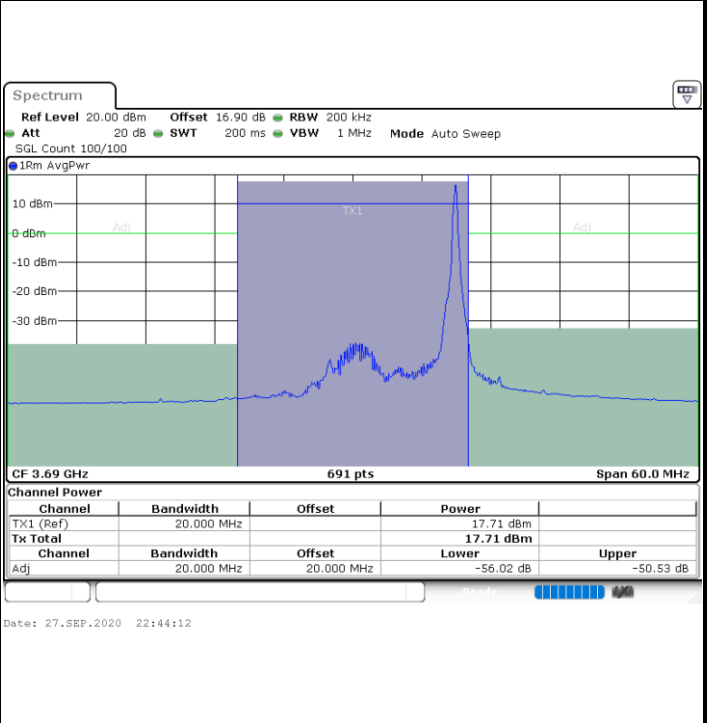 Spectrum
Ref Level 20.00 dBm Offset 16.90 dB RBW 200 kHz
Att 20 dB SWT 200 ms VBW 1 MHz Mode Auto Sweep
SGL Count 100/100
1Rm AvgPwr
10 dBm
TX1
Adj Adj
0 dBm
-10 dBm
-20 dBm
-30 dBm
CF 3.69 GHz 691 pts Span 60.0 MHz
Channel Power
Channel Bandwidth Offset Power
TX1 (Ref) 20.000 MHz 17.71 dBm
Tx Total 17.71 dBm
Channel Bandwidth Offset Lower Upper
Adj 20.000 MHz 20.000 MHz -56.02 dB -50.53 dB
Ready
Date: 27.SEP.2020 22:44:12